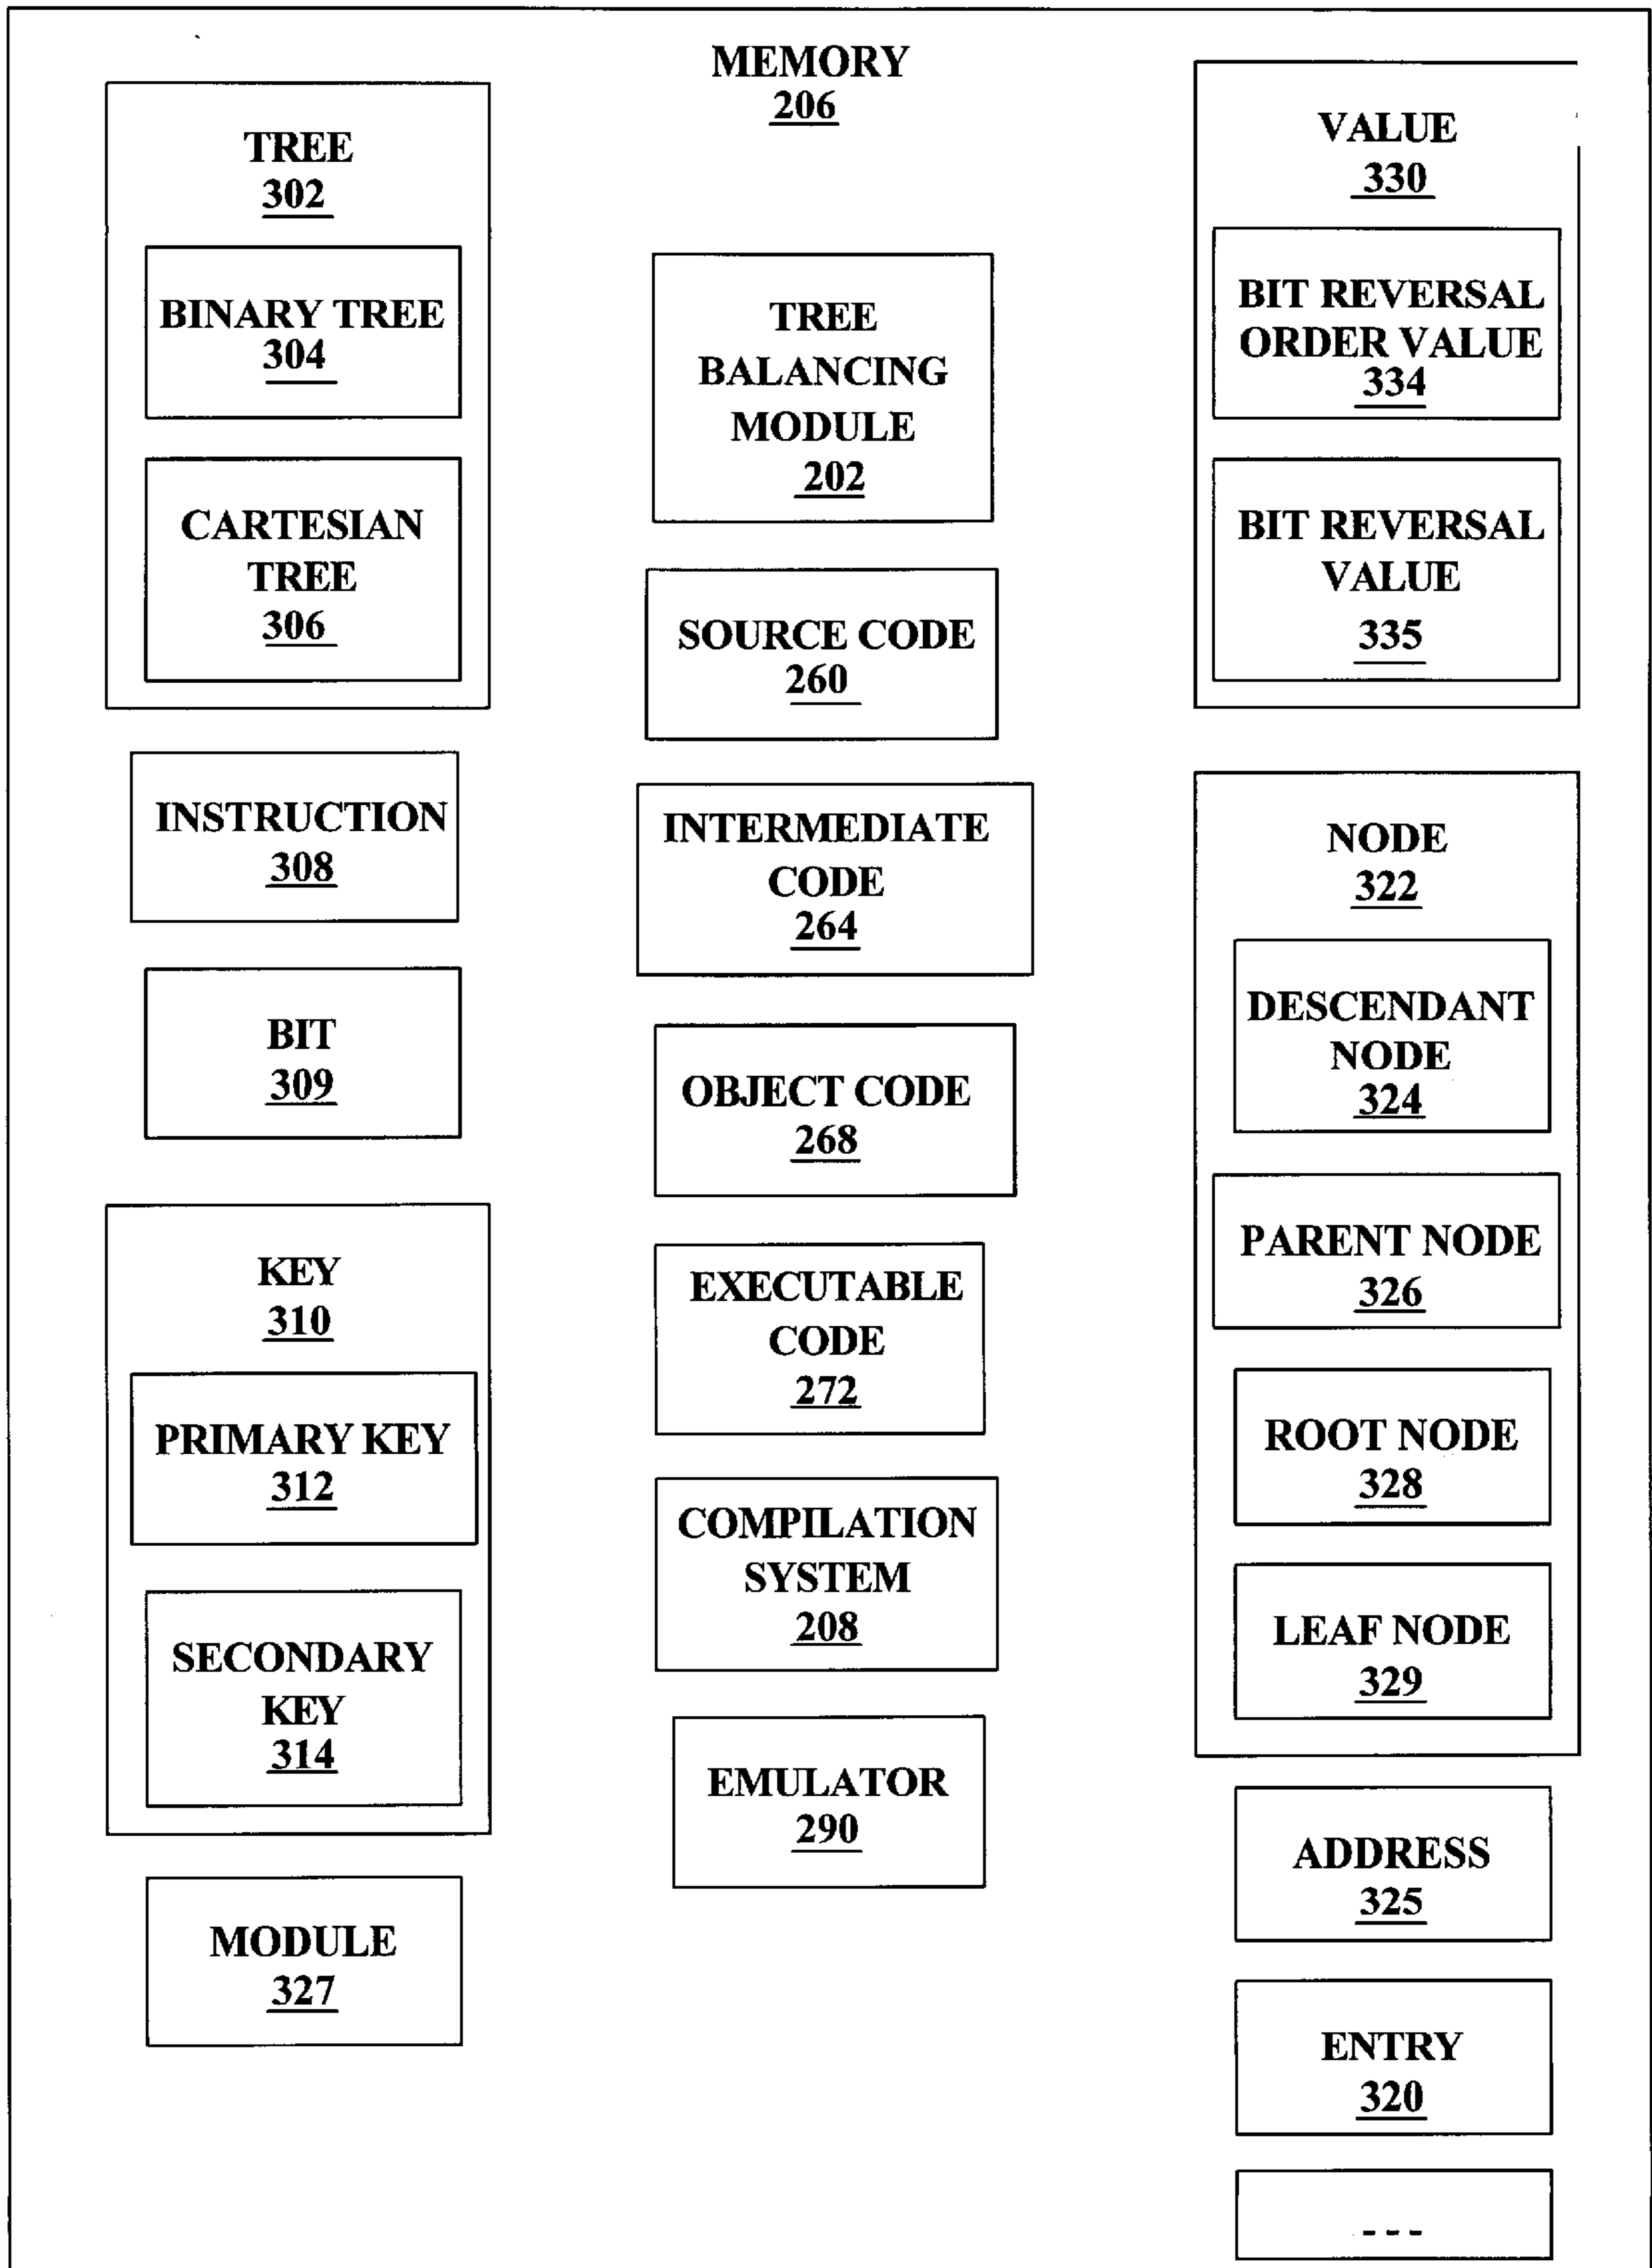 MEMORY
206
TREE
302
BINARY TREE
304
CARTESIAN
TREE
306
INSTRUCTION
308
BIT
309
KEY
310
PRIMARY KEY
312
SECONDARY
KEY
314
MODULE
327
TREE
BALANCING
MODULE
202
SOURCE CODE
260
INTERMEDIATE
CODE
264
OBJECT CODE
268
EXECUTABLE
CODE
272
COMPILATION
SYSTEM
208
EMULATOR
290
VALUE
330
BIT REVERSAL
ORDER VALUE
334
BIT REVERSAL
VALUE
335
NODE
322
DESCENDANT
NODE
324
PARENT NODE
326
ROOT NODE
328
LEAF NODE
329
ADDRESS
325
ENTRY
320
---